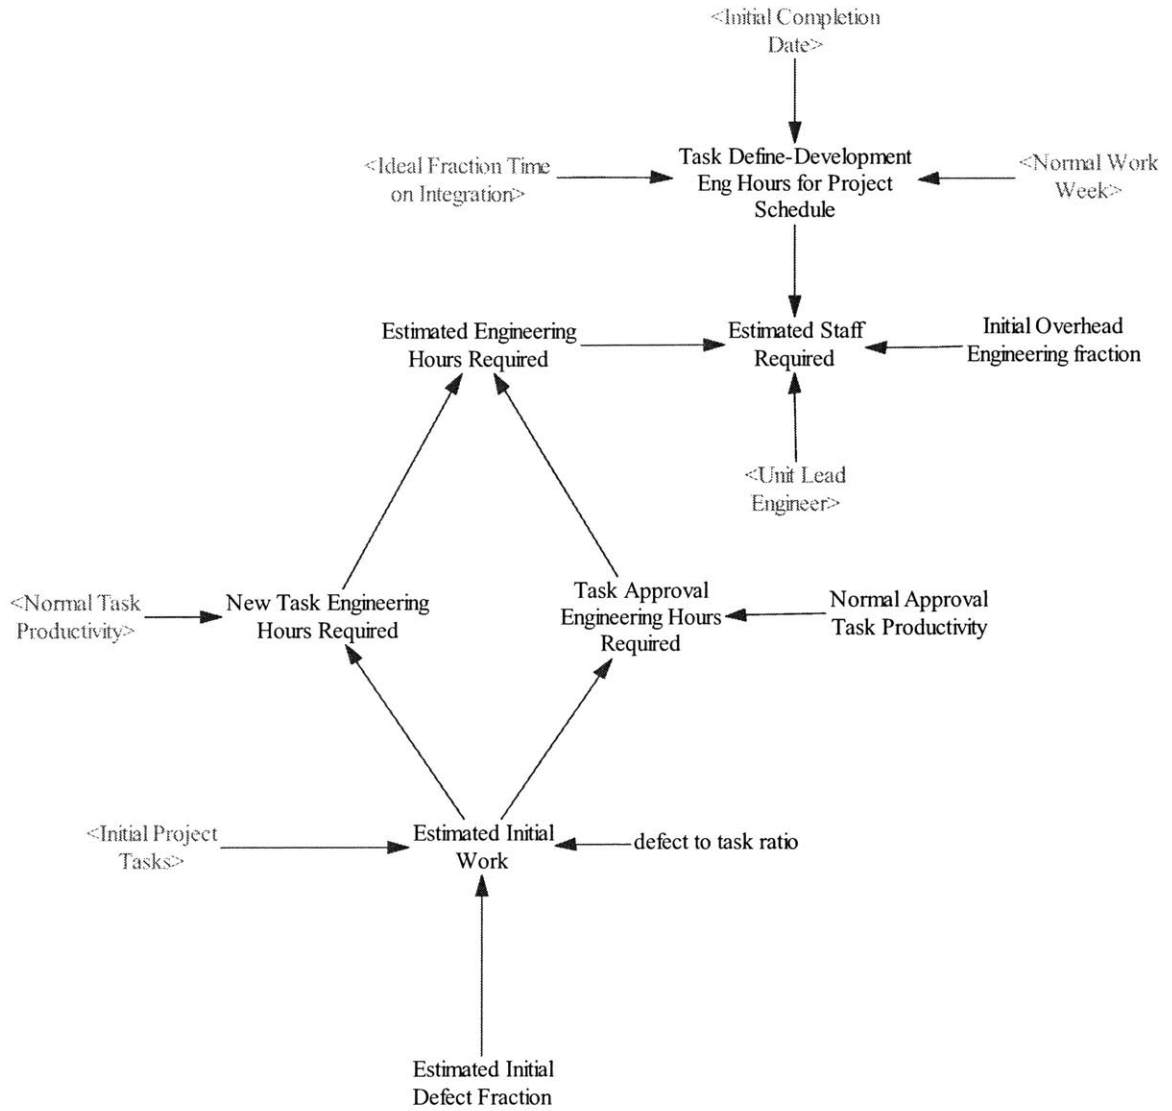 <Initial Completion
Date>
<Ideal Fraction Time
on Integration>
Task Define-Development
Eng Hours for Project
Schedule
<Normal Work
Week>
Estimated Engineering
Hours Required
Estimated Staff
Required
Initial Overhead
Engineering fraction
<Unit Lead
Engineer>
<Normal Task
Productivity>
New Task Engineering
Hours Required
Task Approval
Engineering Hours
Required
Normal Approval
Task Productivity
<Initial Project
Tasks>
Estimated Initial
Work
defect to task ratio
Estimated Initial
Defect Fraction